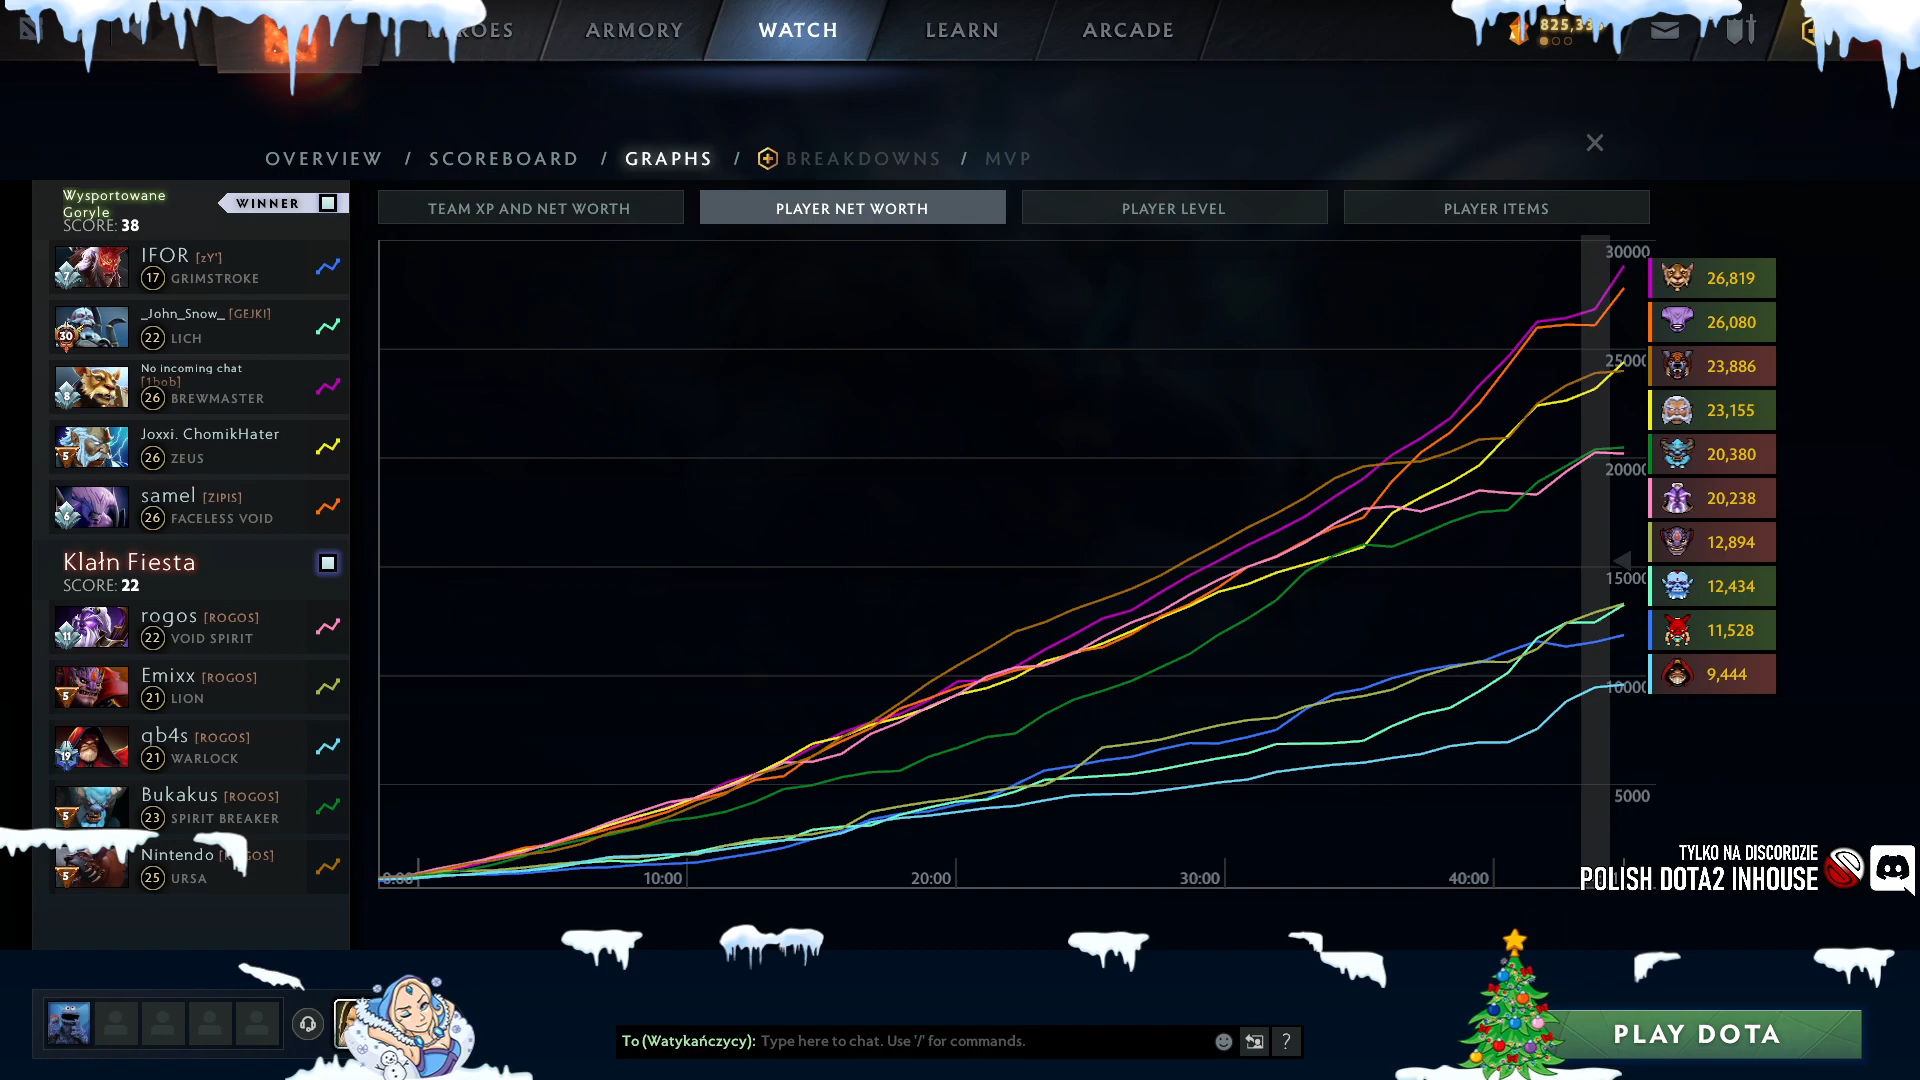 HEROES
ARMORY
WATCH
LEARN
ARCADE
OVERVIEW / SCOREBOARD / GRAPHS / BREAKDOWNS / MVP
TEAM XP AND NET WORTH
PLAYER NET WORTH
PLAYER LEVEL
PLAYER ITEMS
Wysportowane
Goryle
WINNER
SCORE: 38
7
IFOR [zY']
17 GRIMSTROKE
30
_John_Snow_ [GEJKI]
22 LICH
8
No incoming chat
[1bob]
26 BREWMASTER
5
Joxxi. ChomikHater
26 ZEUS
6
samel [ZIPIS]
26 FACELESS VOID
Klałn Fiesta
SCORE: 22
11
rogos [ROGOS]
22 VOID SPIRIT
5
Emixx [ROGOS]
21 LION
19
qb4s [ROGOS]
21 WARLOCK
5
Bukakus [ROGOS]
23 SPIRIT BREAKER
5
Nintendo
25 URSA
30000
25000
20000
15000
10000
5000
0:00
10:00
20:00
30:00
40:00
26,819
26,080
23,886
23,155
20,380
20,238
12,894
12,434
11,528
9,444
TYLKO NA DISCORDZIE
POLISH DOTA2 INHOUSE
To (Watykańczycy): Type here to chat. Use '/' for commands.
?
PLAY DOTA